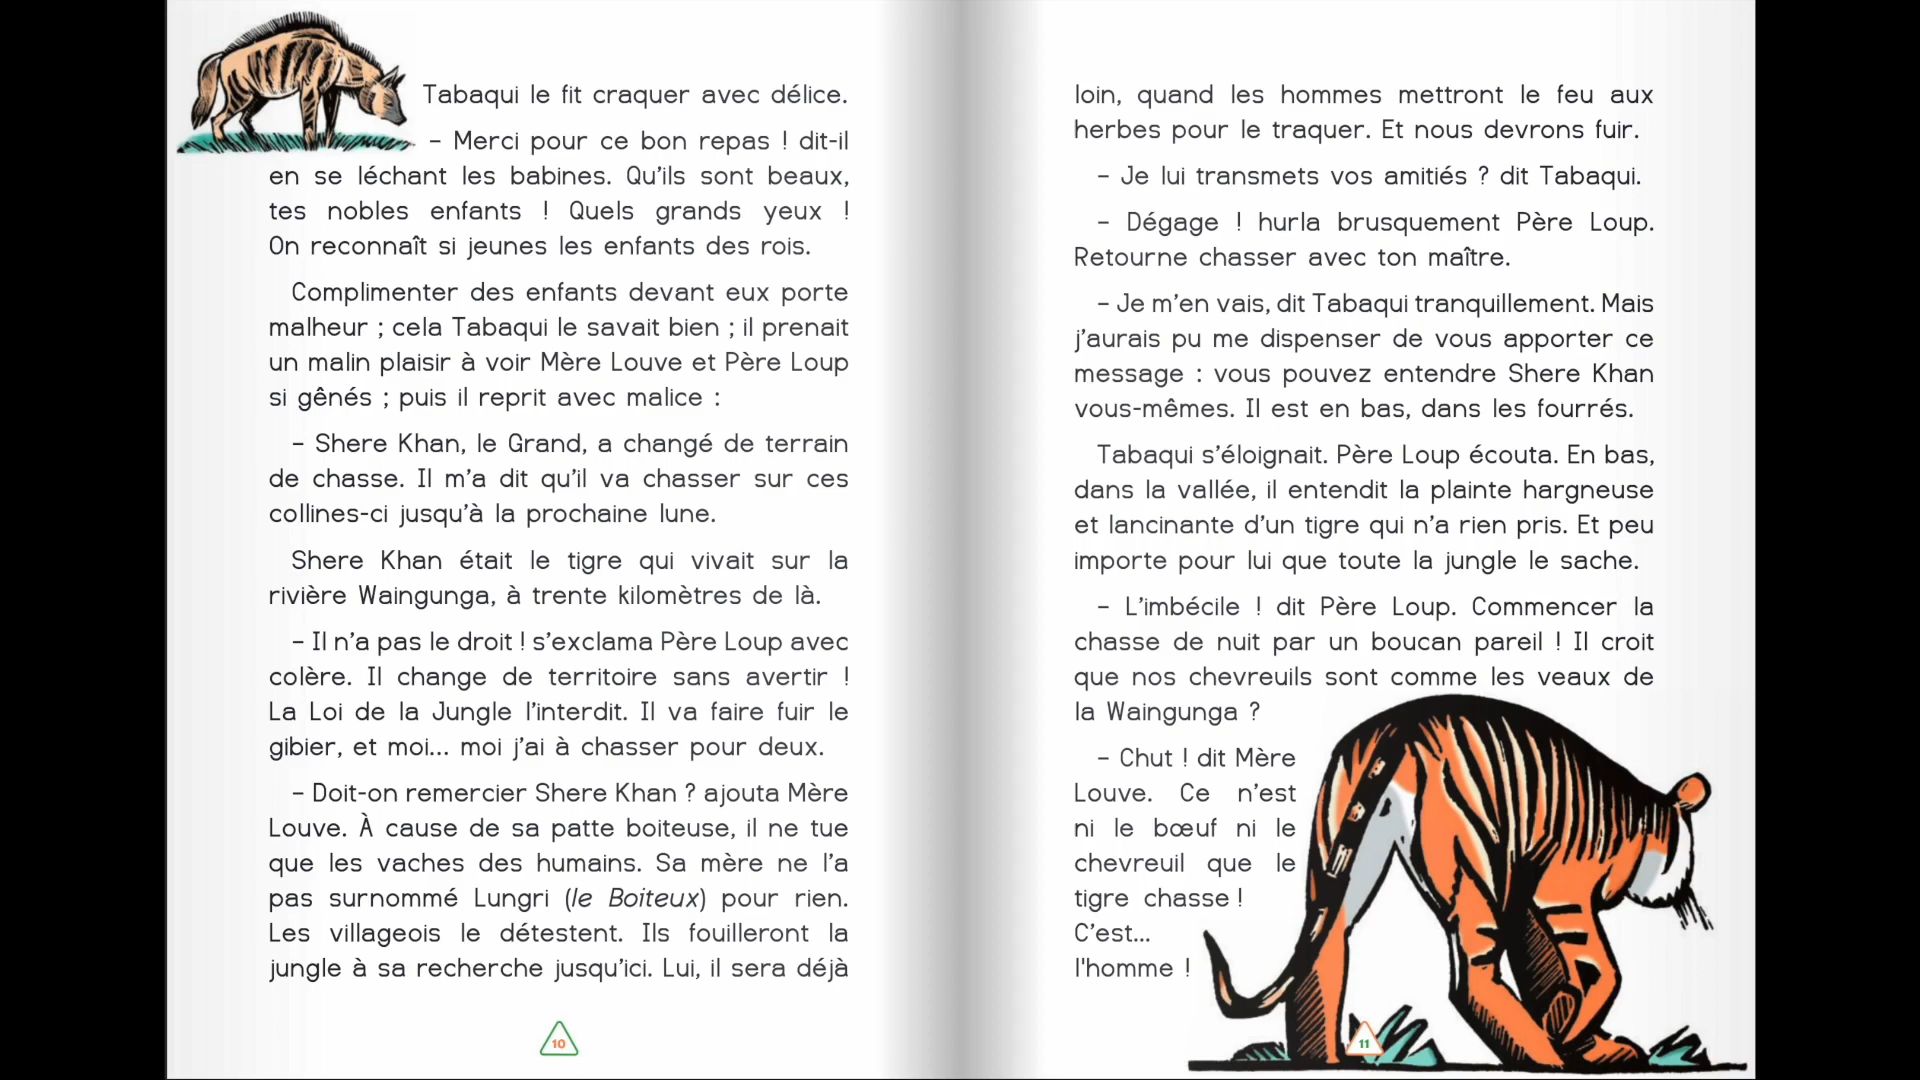 Tabaqui le fit craquer avec délice.
– Merci pour ce bon repas ! dit-il
en se léchant les babines. Qu’ils sont beaux,
tes nobles enfants ! Quels grands yeux !
On reconnaît si jeunes les enfants des rois.
Complimenter des enfants devant eux porte
malheur ; cela Tabaqui le savait bien ; il prenait
un malin plaisir à voir Mère Louve et Père Loup
si gênés ; puis il reprit avec malice :
– Shere Khan, le Grand, a changé de terrain
de chasse. Il m’a dit qu’il va chasser sur ces
collines-ci jusqu’à la prochaine lune.
Shere Khan était le tigre qui vivait sur la
rivière Waingunga, à trente kilomètres de là.
– Il n’a pas le droit ! s’exclama Père Loup avec
colère. Il change de territoire sans avertir !
La Loi de la Jungle l’interdit. Il va faire fuir le
gibier, et moi... moi j’ai à chasser pour deux.
– Doit-on remercier Shere Khan ? ajouta Mère
Louve. À cause de sa patte boiteuse, il ne tue
que les vaches des humains. Sa mère ne l’a
pas surnommé Lungri (le Boiteux) pour rien.
Les villageois le détestent. Ils fouilleront la
jungle à sa recherche jusqu’ici. Lui, il sera déjà
10
loin, quand les hommes mettront le feu aux
herbes pour le traquer. Et nous devrons fuir.
– Je lui transmets vos amitiés ? dit Tabaqui.
– Dégage ! hurla brusquement Père Loup.
Retourne chasser avec ton maître.
– Je m’en vais, dit Tabaqui tranquillement. Mais
j’aurais pu me dispenser de vous apporter ce
message : vous pouvez entendre Shere Khan
vous-mêmes. Il est en bas, dans les fourrés.
Tabaqui s’éloignait. Père Loup écouta. En bas,
dans la vallée, il entendit la plainte hargneuse
et lancinante d’un tigre qui n’a rien pris. Et peu
importe pour lui que toute la jungle le sache.
– L’imbécile ! dit Père Loup. Commencer la
chasse de nuit par un boucan pareil ! Il croit
que nos chevreuils sont comme les veaux de
la Waingunga ?
– Chut ! dit Mère
Louve. Ce n’est
ni le bœuf ni le
chevreuil que le
tigre chasse !
C’est...
l'homme !
11